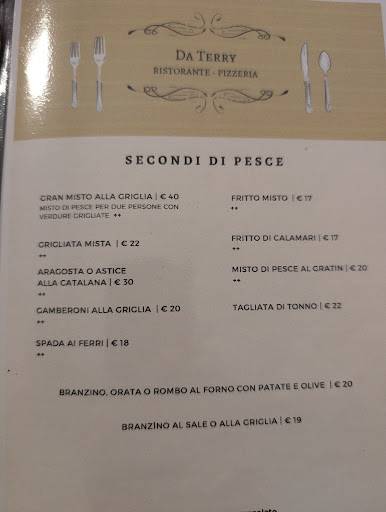 DA TERRY
RISTORANTE - PIZZERIA
SECONDI DI PESCE
GRAN MISTO ALLA GRIGLIA | € 40
MISTO DI PESCE PER DUE PERSONE CON
VERDURE GRIGLIATE ++
GRIGLIATA MISTA | € 22
++
ARAGOSTA O ASTICE
ALLA CATALANA | € 30
++
GAMBERONI ALLA GRIGLIA | € 20
++
SPADA AI FERRI | € 18
++
FRITTO MISTO | € 17
++
FRITTO DI CALAMARI | € 17
++
MISTO DI PESCE AL GRATIN | € 20
++
TAGLIATA DI TONNO | € 22
BRANZINO, ORATA O ROMBO AL FORNO CON PATATE E OLIVE | € 20
BRANZINO AL SALE O ALLA GRIGLIA | € 19